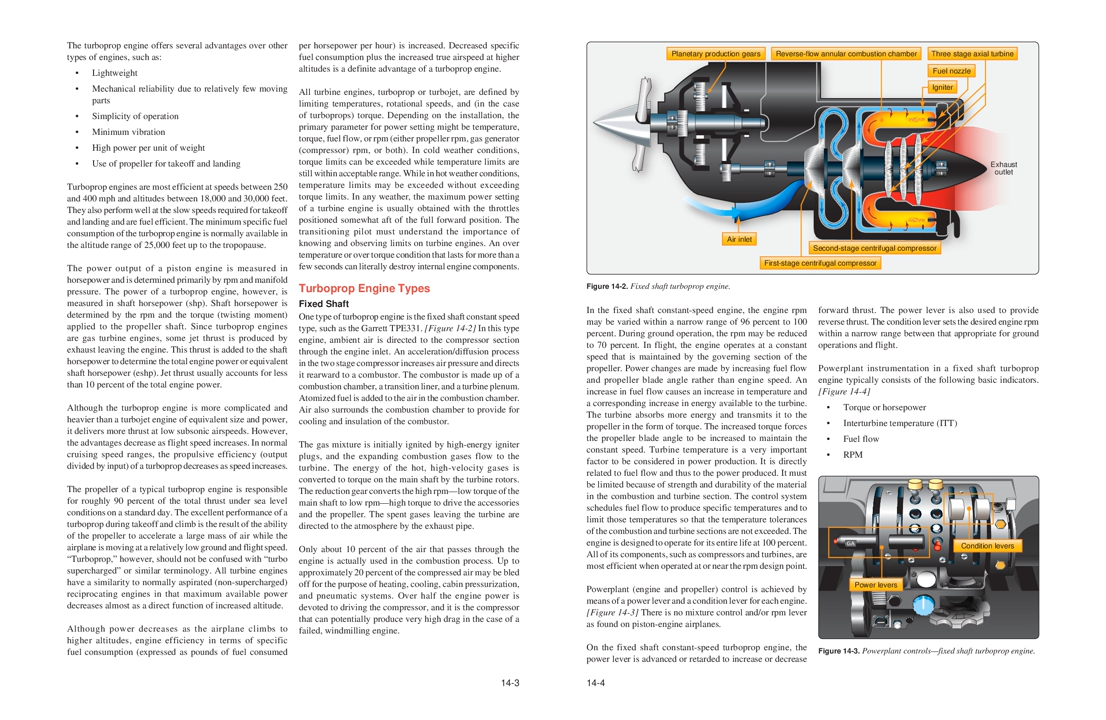 The turboprop engine offers several advantages over other
types of engines, such as:
• Lightweight
• Mechanical reliability due to relatively few moving
parts
• Simplicity of operation
• Minimum vibration
• High power per unit of weight
• Use of propeller for takeoff and landing
Turboprop engines are most efficient at speeds between 250
and 400 mph and altitudes between 18,000 and 30,000 feet.
They also perform well at the slow speeds required for takeoff
and landing and are fuel efficient. The minimum specific fuel
consumption of the turboprop engine is normally available in
the altitude range of 25,000 feet up to the tropopause.
The power output of a piston engine is measured in
horsepower and is determined primarily by rpm and manifold
pressure. The power of a turboprop engine, however, is
measured in shaft horsepower (shp). Shaft horsepower is
determined by the rpm and the torque (twisting moment)
applied to the propeller shaft. Since turboprop engines
are gas turbine engines, some jet thrust is produced by
exhaust leaving the engine. This thrust is added to the shaft
horsepower to determine the total engine power or equivalent
shaft horsepower (eshp). Jet thrust usually accounts for less
than 10 percent of the total engine power.
Although the turboprop engine is more complicated and
heavier than a turbojet engine of equivalent size and power,
it delivers more thrust at low subsonic airspeeds. However,
the advantages decrease as flight speed increases. In normal
cruising speed ranges, the propulsive efficiency (output
divided by input) of a turboprop decreases as speed increases.
The propeller of a typical turboprop engine is responsible
for roughly 90 percent of the total thrust under sea level
conditions on a standard day. The excellent performance of a
turboprop during takeoff and climb is the result of the ability
of the propeller to accelerate a large mass of air while the
airplane is moving at a relatively low ground and flight speed.
“Turboprop,” however, should not be confused with “turbo
supercharged” or similar terminology. All turbine engines
have a similarity to normally aspirated (non-supercharged)
reciprocating engines in that maximum available power
decreases almost as a direct function of increased altitude.
Although power decreases as the airplane climbs to
higher altitudes, engine efficiency in terms of specific
fuel consumption (expressed as pounds of fuel consumed
per horsepower per hour) is increased. Decreased specific
fuel consumption plus the increased true airspeed at higher
altitudes is a definite advantage of a turboprop engine.
All turbine engines, turboprop or turbojet, are defined by
limiting temperatures, rotational speeds, and (in the case
of turboprops) torque. Depending on the installation, the
primary parameter for power setting might be temperature,
torque, fuel flow, or rpm (either propeller rpm, gas generator
(compressor) rpm, or both). In cold weather conditions,
torque limits can be exceeded while temperature limits are
still within acceptable range. While in hot weather conditions,
temperature limits may be exceeded without exceeding
torque limits. In any weather, the maximum power setting
of a turbine engine is usually obtained with the throttles
positioned somewhat aft of the full forward position. The
transitioning pilot must understand the importance of
knowing and observing limits on turbine engines. An over
temperature or over torque condition that lasts for more than a
few seconds can literally destroy internal engine components.
Turboprop Engine Types
Fixed Shaft
One type of turboprop engine is the fixed shaft constant speed
type, such as the Garrett TPE331. [Figure 14-2] In this type
engine, ambient air is directed to the compressor section
through the engine inlet. An acceleration/diffusion process
in the two stage compressor increases air pressure and directs
it rearward to a combustor. The combustor is made up of a
combustion chamber, a transition liner, and a turbine plenum.
Atomized fuel is added to the air in the combustion chamber.
Air also surrounds the combustion chamber to provide for
cooling and insulation of the combustor.
The gas mixture is initially ignited by high-energy igniter
plugs, and the expanding combustion gases flow to the
turbine. The energy of the hot, high-velocity gases is
converted to torque on the main shaft by the turbine rotors.
The reduction gear converts the high rpm—low torque of the
main shaft to low rpm—high torque to drive the accessories
and the propeller. The spent gases leaving the turbine are
directed to the atmosphere by the exhaust pipe.
Only about 10 percent of the air that passes through the
engine is actually used in the combustion process. Up to
approximately 20 percent of the compressed air may be bled
off for the purpose of heating, cooling, cabin pressurization,
and pneumatic systems. Over half the engine power is
devoted to driving the compressor, and it is the compressor
that can potentially produce very high drag in the case of a
failed, windmilling engine.
14-3
Planetary production gears
Reverse-flow annular combustion chamber
Three stage axial turbine
Fuel nozzle
Igniter
Exhaust
outlet
Air inlet
Second-stage centrifugal compressor
First-stage centrifugal compressor
Figure 14-2. Fixed shaft turboprop engine.
In the fixed shaft constant-speed engine, the engine rpm
may be varied within a narrow range of 96 percent to 100
percent. During ground operation, the rpm may be reduced
to 70 percent. In flight, the engine operates at a constant
speed that is maintained by the governing section of the
propeller. Power changes are made by increasing fuel flow
and propeller blade angle rather than engine speed. An
increase in fuel flow causes an increase in temperature and
a corresponding increase in energy available to the turbine.
The turbine absorbs more energy and transmits it to the
propeller in the form of torque. The increased torque forces
the propeller blade angle to be increased to maintain the
constant speed. Turbine temperature is a very important
factor to be considered in power production. It is directly
related to fuel flow and thus to the power produced. It must
be limited because of strength and durability of the material
in the combustion and turbine section. The control system
schedules fuel flow to produce specific temperatures and to
limit those temperatures so that the temperature tolerances
of the combustion and turbine sections are not exceeded. The
engine is designed to operate for its entire life at 100 percent.
All of its components, such as compressors and turbines, are
most efficient when operated at or near the rpm design point.
Powerplant (engine and propeller) control is achieved by
means of a power lever and a condition lever for each engine.
[Figure 14-3] There is no mixture control and/or rpm lever
as found on piston-engine airplanes.
On the fixed shaft constant-speed turboprop engine, the
power lever is advanced or retarded to increase or decrease
forward thrust. The power lever is also used to provide
reverse thrust. The condition lever sets the desired engine rpm
within a narrow range between that appropriate for ground
operations and flight.
Powerplant instrumentation in a fixed shaft turboprop
engine typically consists of the following basic indicators.
[Figure 14-4]
• Torque or horsepower
• Interturbine temperature (ITT)
• Fuel flow
• RPM
Condition levers
Power levers
Figure 14-3. Powerplant controls—fixed shaft turboprop engine.
14-4